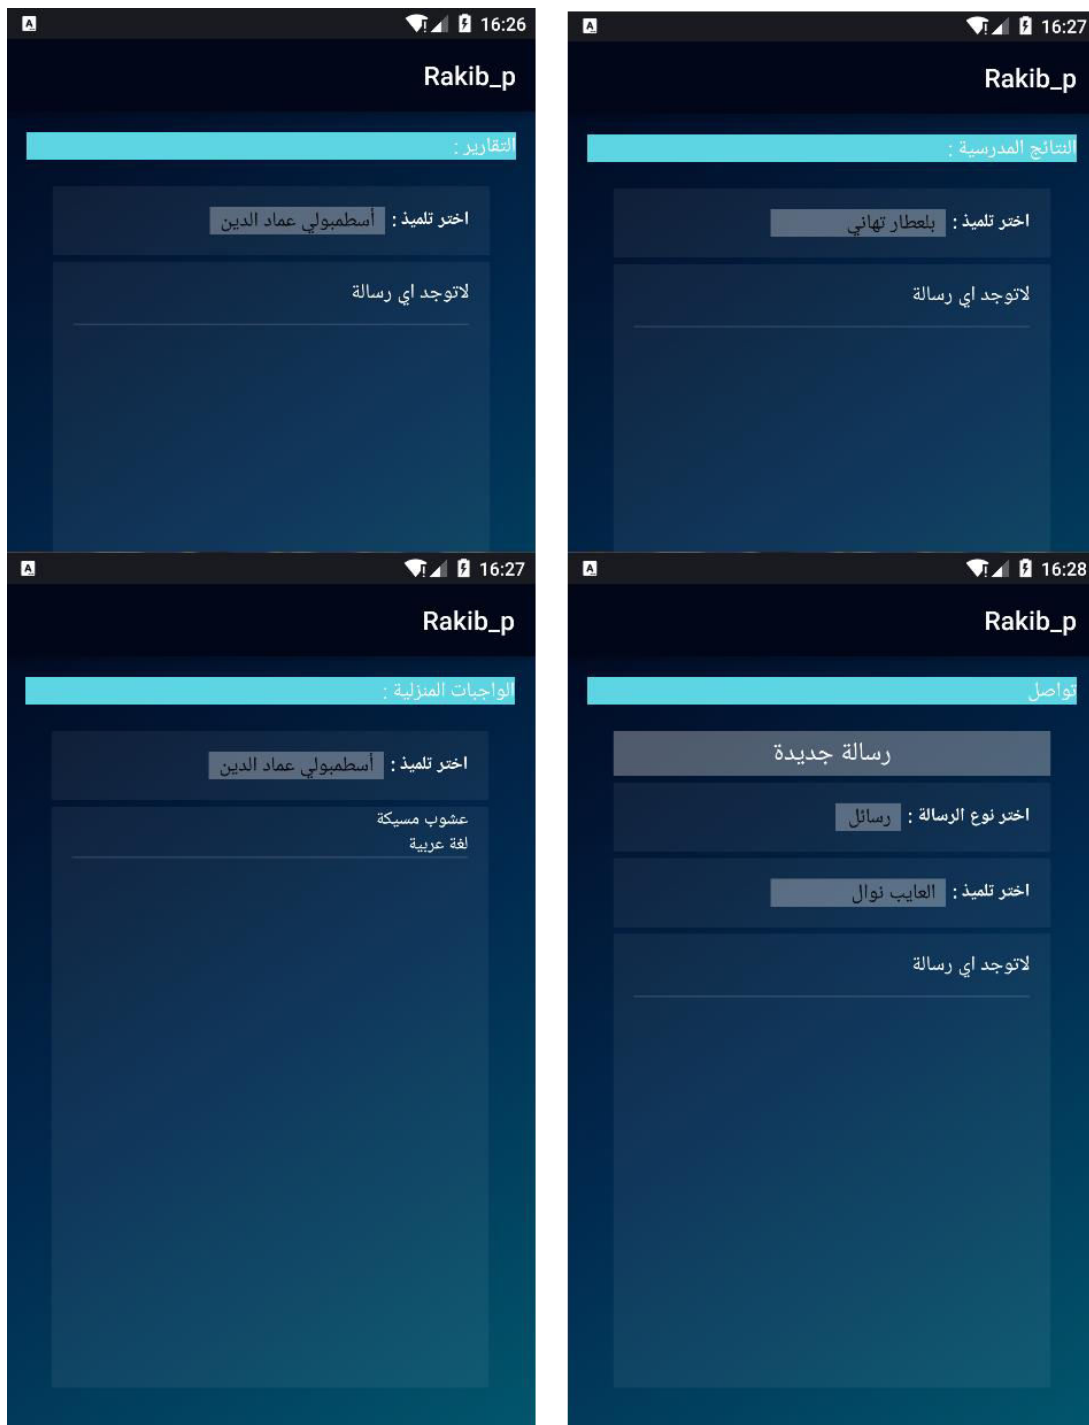 16:26
Rakib_p
التقارير :
اختر تلميذ : أسطمبولي عماد الدين
لاتوجد اي رسالة
16:27
Rakib_p
النتائج المدرسية :
اختر تلميذ : بلعطار تهاني
لاتوجد اي رسالة
16:27
Rakib_p
الواجبات المنزلية :
اختر تلميذ : أسطمبولي عماد الدين
عشوب مسيكة
لغة عربية
16:28
Rakib_p
تواصل
رسالة جديدة
اختر نوع الرسالة : رسائل
اختر تلميذ : العايب نوال
لاتوجد اي رسالة